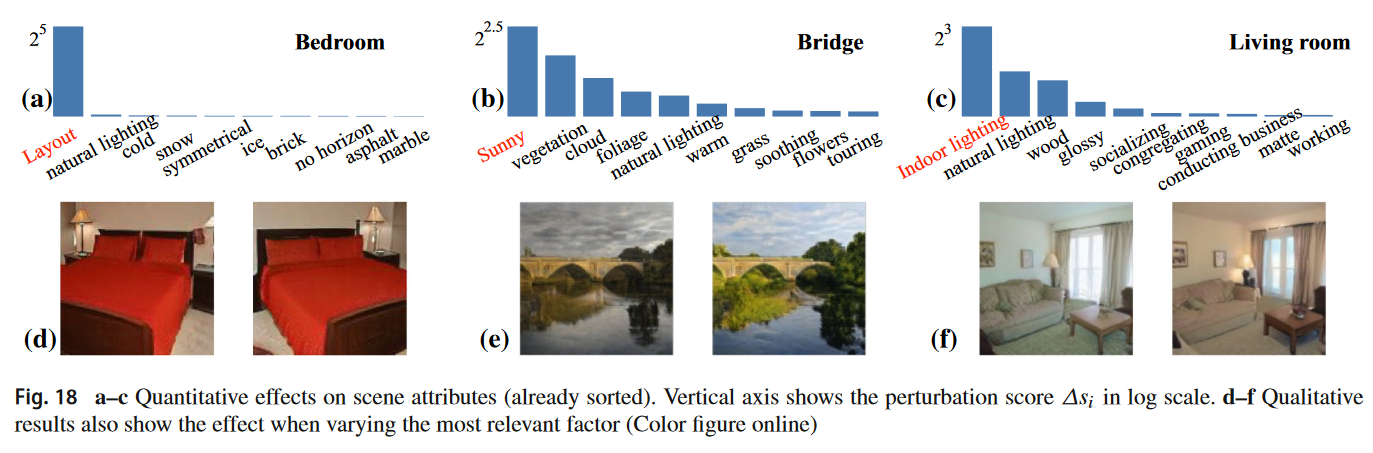 2^5
Bedroom
(a)
Layout
natural lighting
cold
snow
symmetrical
ice
brick
no horizon
asphalt
marble
2^2.5
Bridge
(b)
Sunny
vegetation
cloud
foliage
natural lighting
warm
grass
soothing
flowers
touring
2^3
Living room
(c)
Indoor lighting
natural lighting
wood
glossy
socializing
congregating
gaming
conducting business
matte
working
(d)
(e)
(f)
Fig. 18 a–c Quantitative effects on scene attributes (already sorted). Vertical axis shows the perturbation score Δsᵢ in log scale. d–f Qualitative
results also show the effect when varying the most relevant factor (Color figure online)